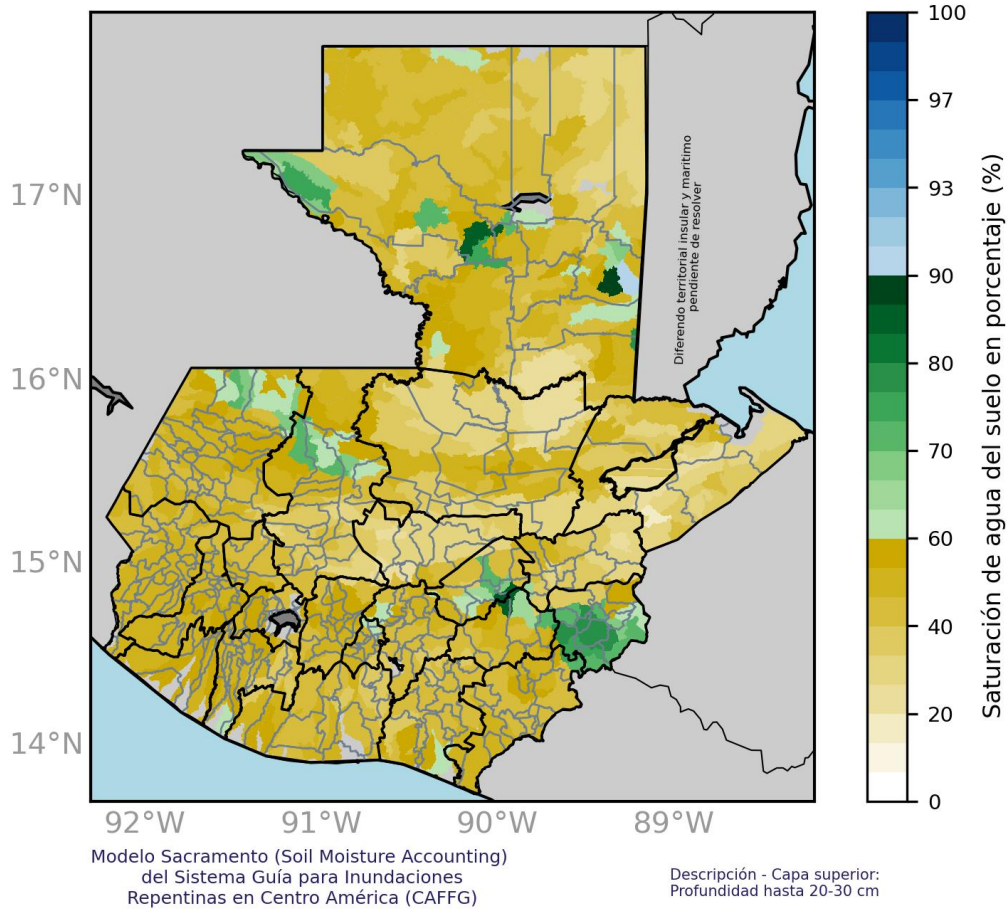 17°N
16°N
15°N
14°N
92°W
91°W
90°W
89°W
Diferendo territorial insular y maritimo
pendiente de resolver
100
97
93
90
80
70
60
40
20
0
Saturación de agua del suelo en porcentaje (%)
Modelo Sacramento (Soil Moisture Accounting)
del Sistema Guía para Inundaciones
Repentinas en Centro América (CAFFG)
Descripción - Capa superior:
Profundidad hasta 20-30 cm